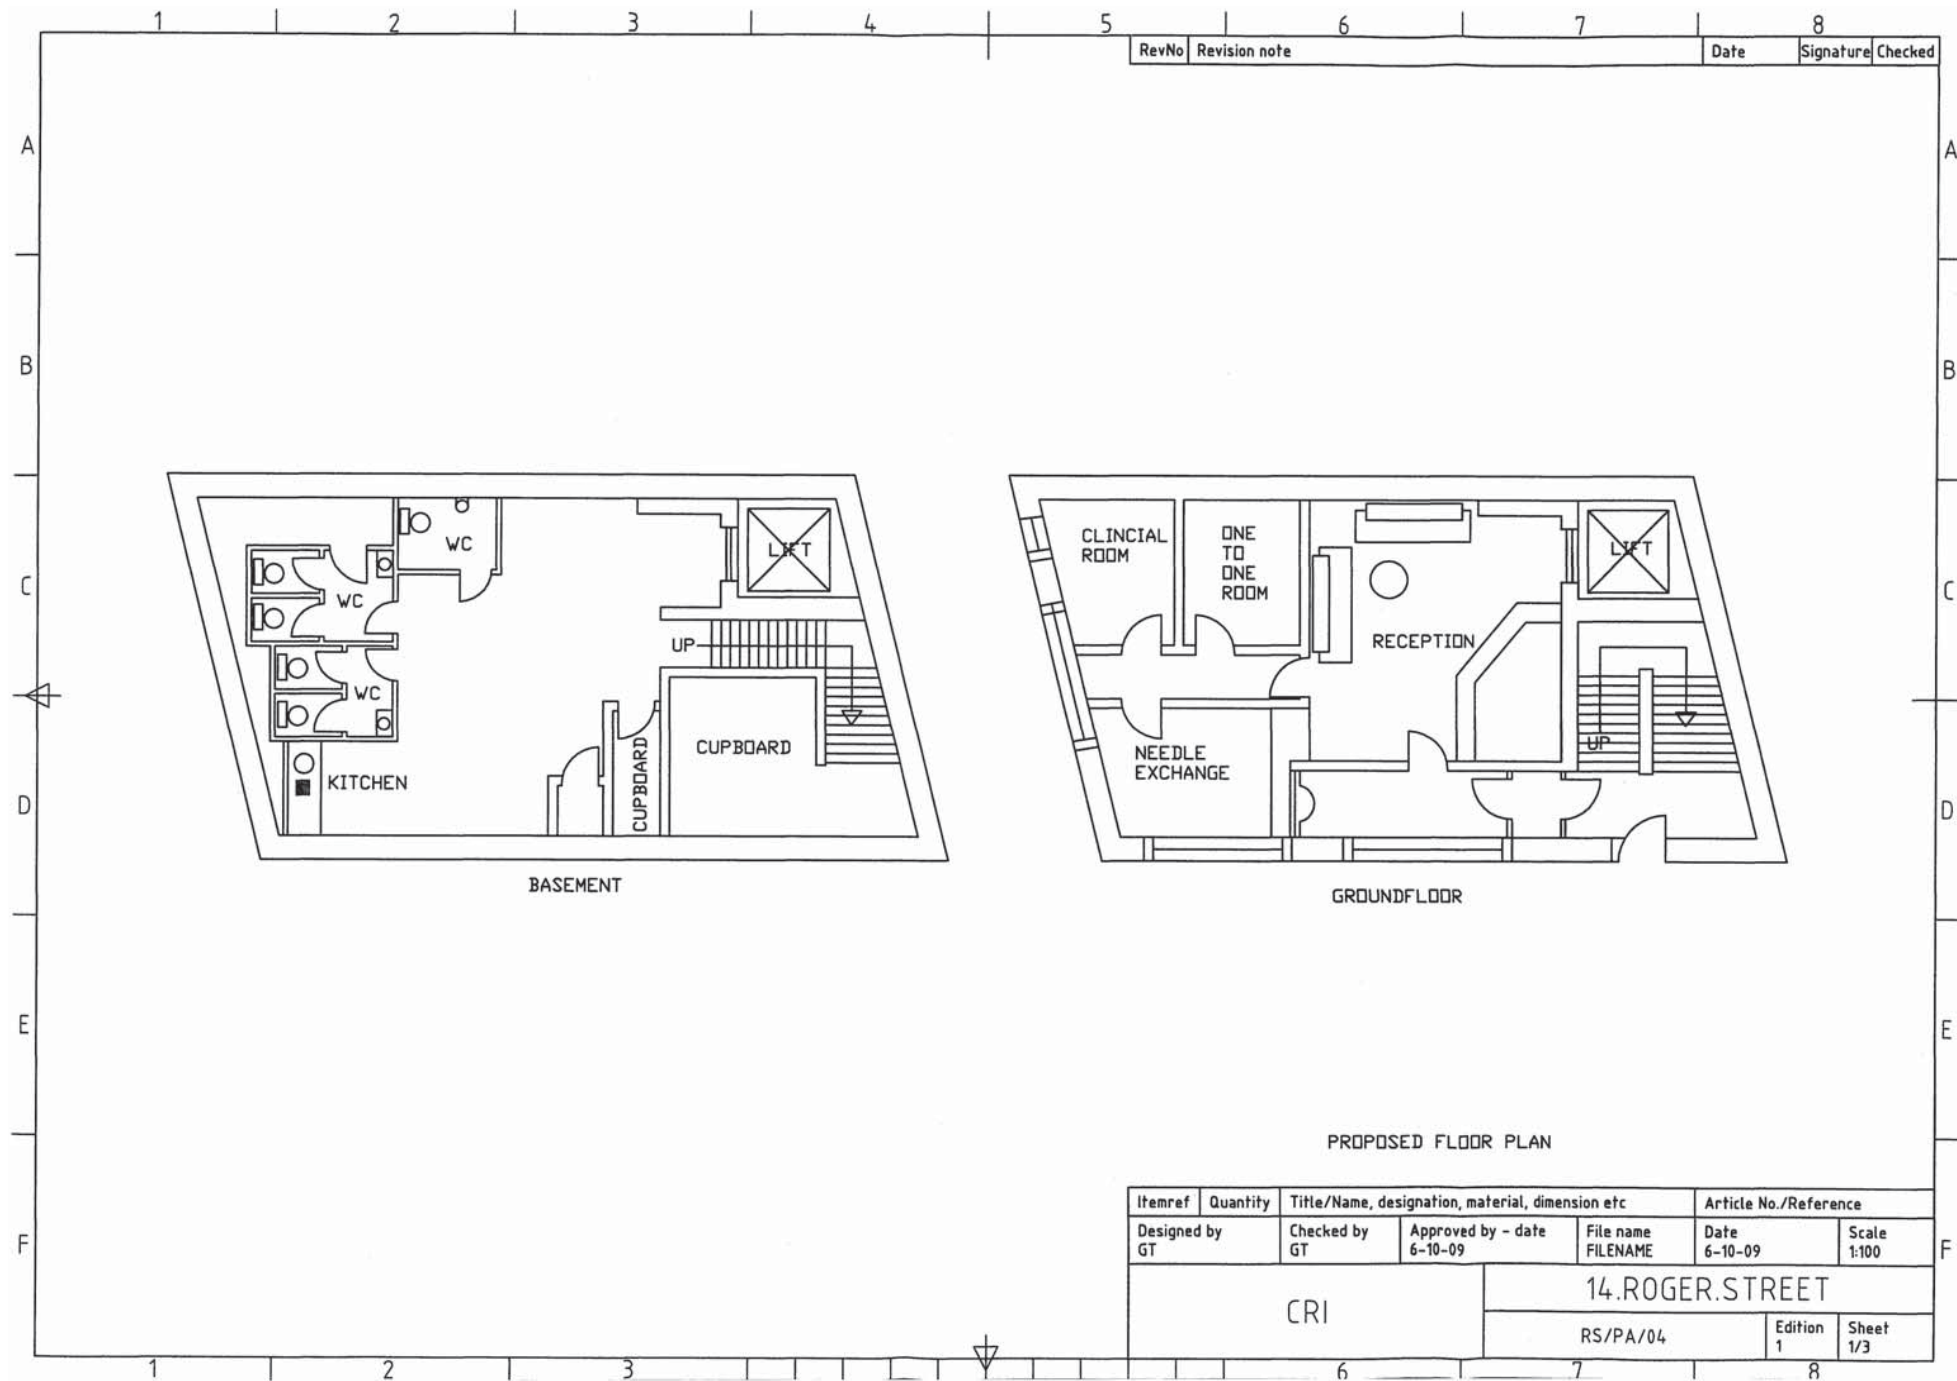 1 2 3 4 5 6 7 8
RevNo Revision note Date Signature Checked
A A
B B
C C
D D
E E
F F
WC
LIFT
WC
UP
WC
CUPBOARD
CUPBOARD
KITCHEN
BASEMENT
CLINCIAL
ROOM
ONE
TO
ONE
ROOM
LIFT
RECEPTION
UP
NEEDLE
EXCHANGE
GROUNDFLOOR
PROPOSED FLOOR PLAN
Itemref Quantity Title/Name, designation, material, dimension etc Article No./Reference
Designed by Checked by Approved by - date File name Date Scale
GT GT 6-10-09 FILENAME 6-10-09 1:100
CRI
14.ROGER.STREET
RS/PA/04
Edition Sheet
1 1/3
1 2 3 6 7 8